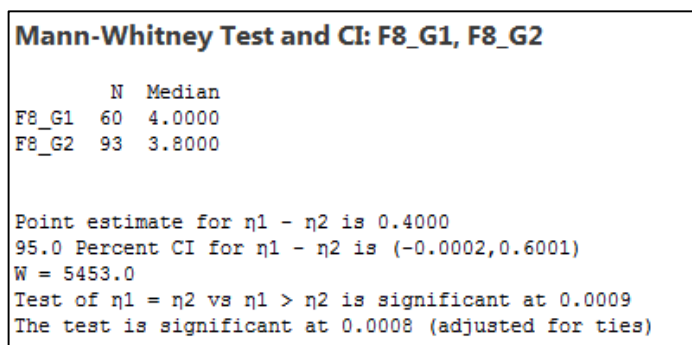 Mann-Whitney Test and CI: F8_G1, F8_G2
N Median
F8_G1 60 4.0000
F8_G2 93 3.8000
Point estimate for η1 - η2 is 0.4000
95.0 Percent CI for η1 - η2 is (-0.0002,0.6001)
W = 5453.0
Test of η1 = η2 vs η1 > η2 is significant at 0.0009
The test is significant at 0.0008 (adjusted for ties)